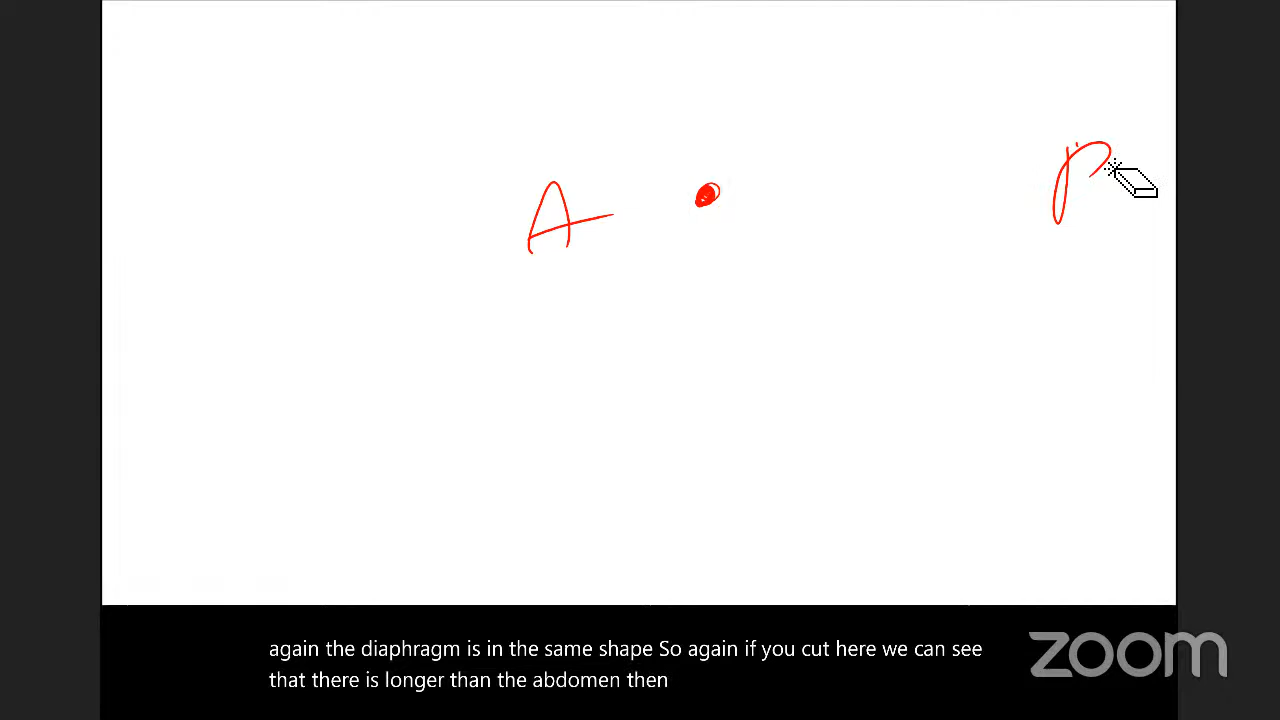 A P
again the diaphragm is in the same shape So again if you cut here we can see
that there is longer than the abdomen then
zoom